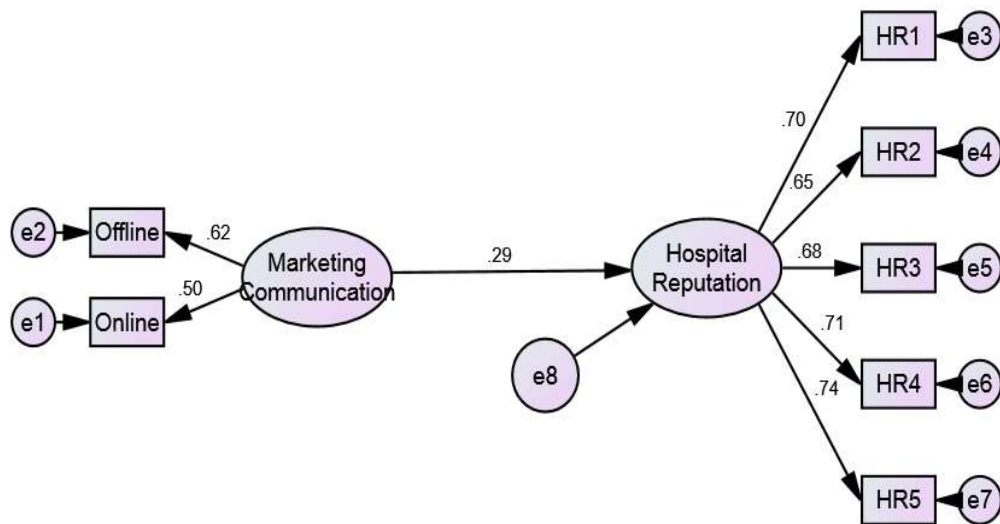 HR1
e3
.70
HR2
e4
.65
e2
Offline
.62
Marketing
Communication
.29
Hospital
Reputation
.68
HR3
e5
e1
Online
.50
.71
e8
HR4
e6
.74
HR5
e7